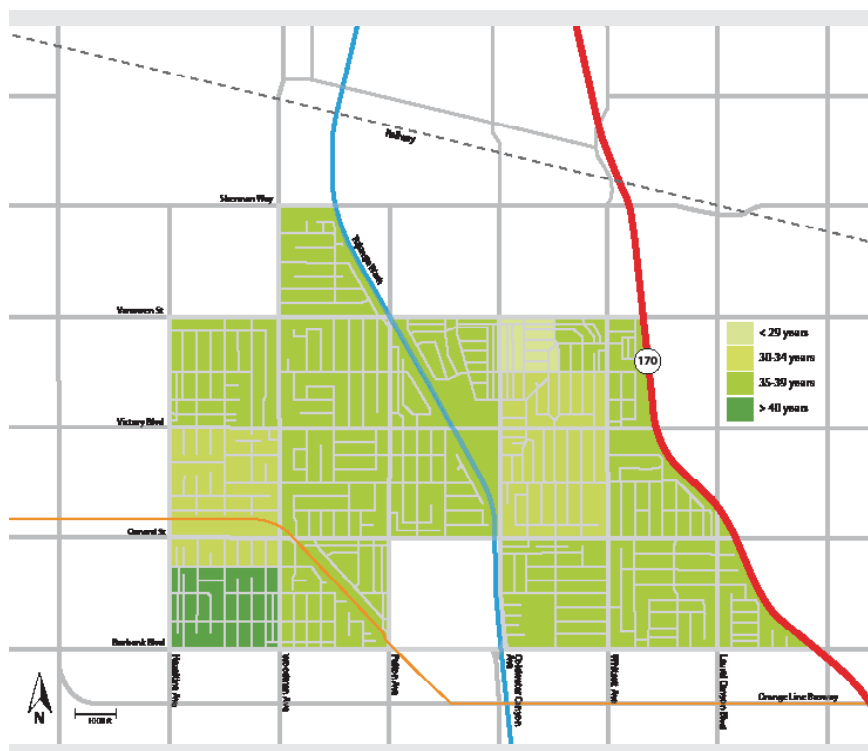 Railway
Sherman Way
Tujunga Wash
Vanowen St
< 29 years
30-34 years
170
35-39 years
> 40 years
Victory Blvd
Oxnard St
Burbank Blvd
Hazeltine Ave
Woodman Ave
Fulton Ave
Coldwater Canyon
Ave
Whitsett Ave
Laurel Canyon Blvd
Orange Line Busway
N